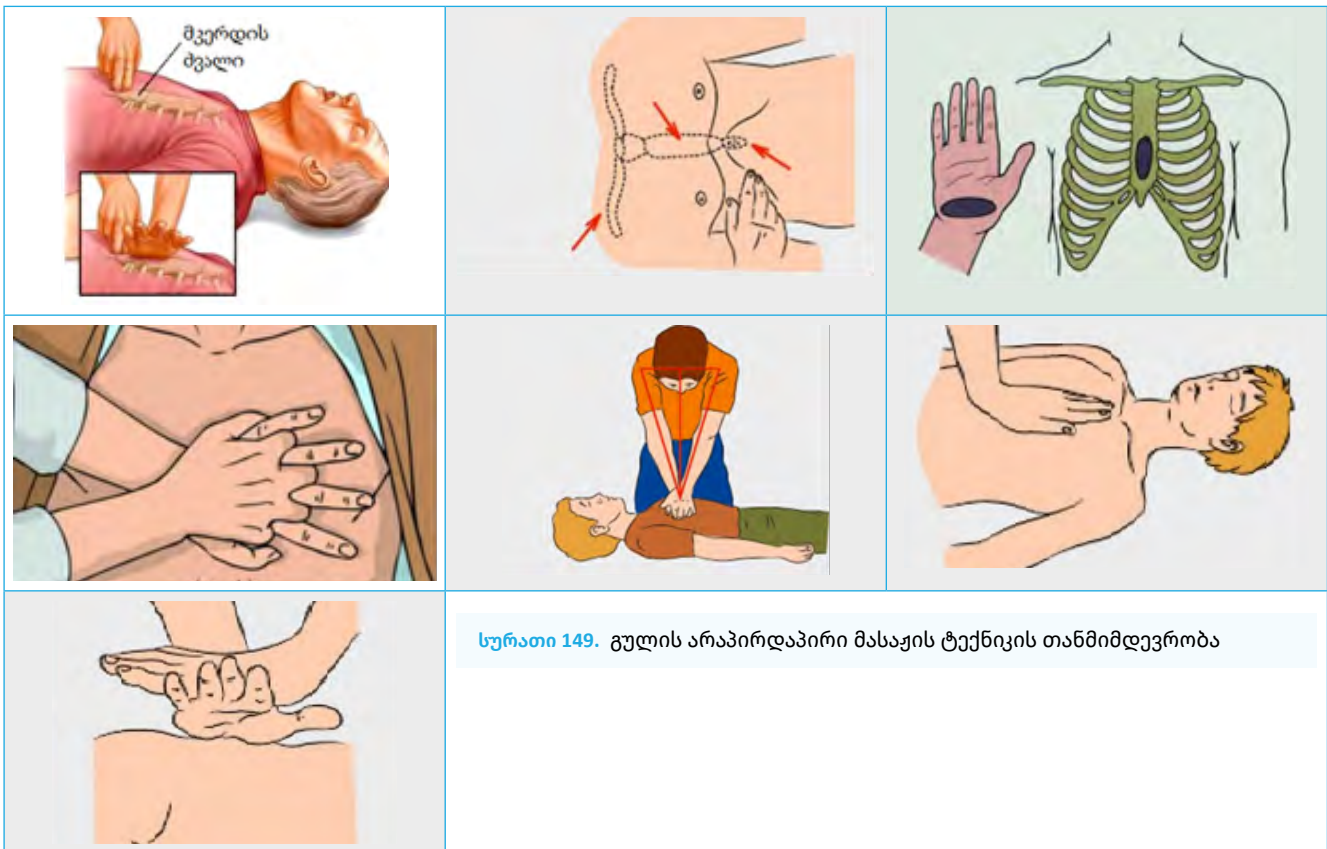 მკერდის
ძვალი
სურათი 149. გულის არაპირდაპირი მასაჟის ტექნიკის თანმიმდევრობა